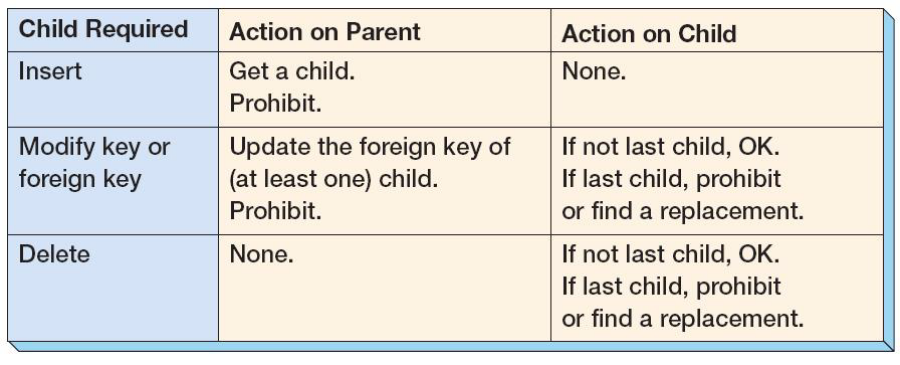 Child Required
Action on Parent
Action on Child
Insert
Get a child.
Prohibit.
None.
Modify key or
foreign key
Update the foreign key of
(at least one) child.
Prohibit.
If not last child, OK.
If last child, prohibit
or find a replacement.
Delete
None.
If not last child, OK.
If last child, prohibit
or find a replacement.